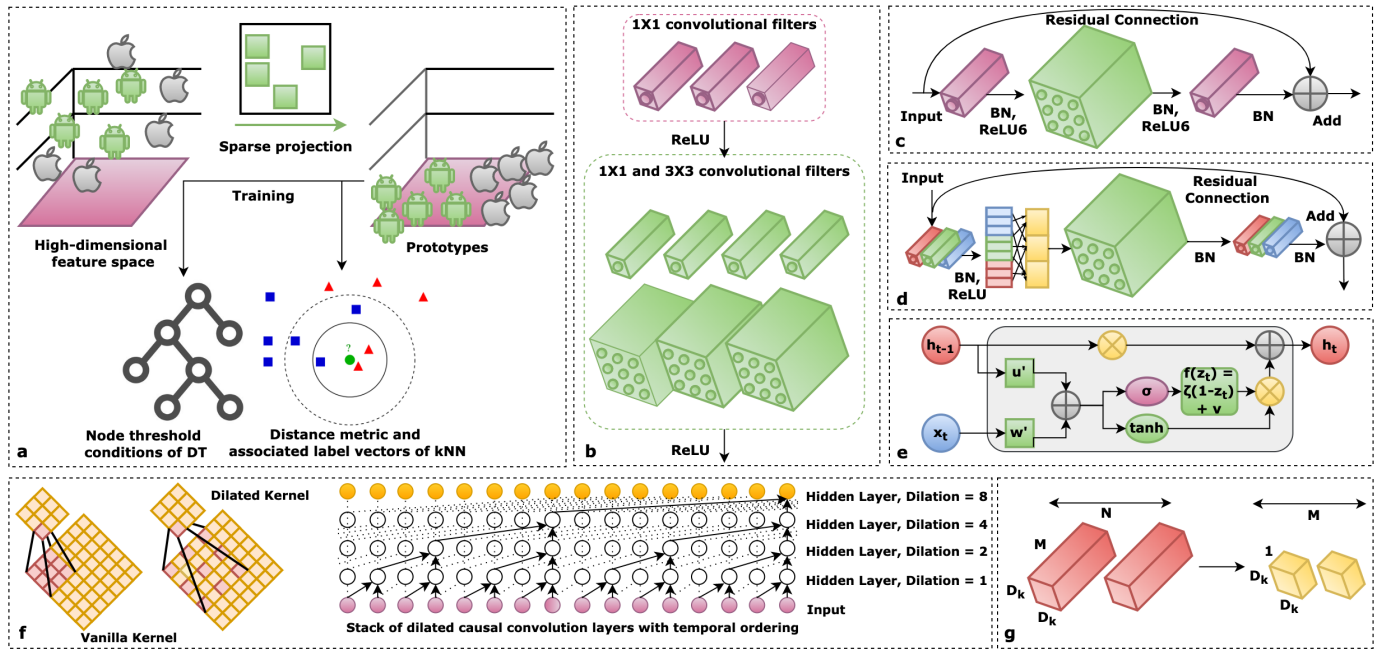 Sparse projection
Training
High-dimensional
feature space
Prototypes
?
Node threshold
conditions of DT
Distance metric and
associated label vectors of kNN
a
1X1 convolutional filters
ReLU
1X1 and 3X3 convolutional filters
ReLU
b
Residual Connection
Input
BN,
ReLU6
BN,
ReLU6
BN
Add
c
Input
Residual
Connection
Add
BN,
ReLU
BN
BN
d
ht-1
ht
u'
σ
f(zt) =
ζ(1-zt)
+ v
xt
w'
tanh
e
Dilated Kernel
Vanilla Kernel
Hidden Layer, Dilation = 8
Hidden Layer, Dilation = 4
Hidden Layer, Dilation = 2
Hidden Layer, Dilation = 1
Input
Stack of dilated causal convolution layers with temporal ordering
f
N
M
M
1
Dk
Dk
Dk
Dk
g